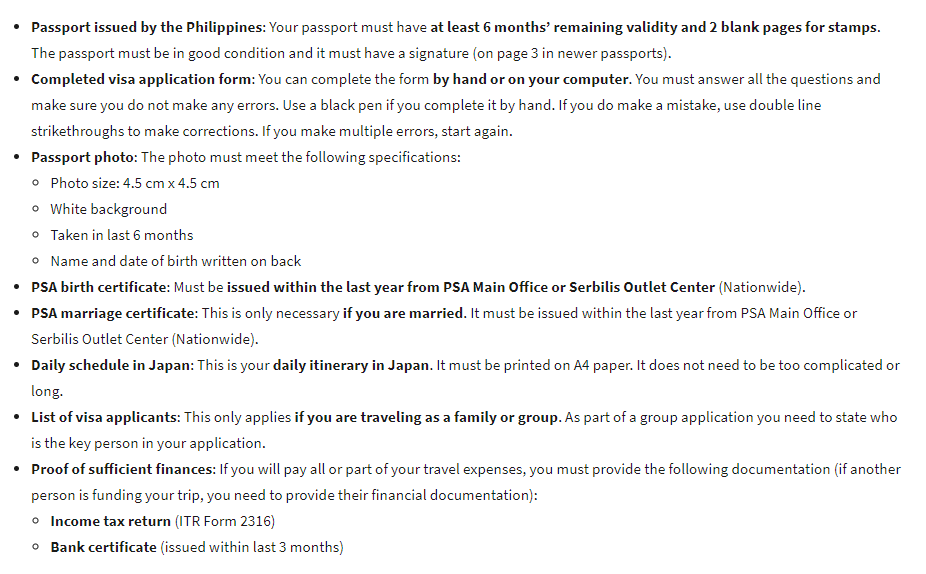 • Passport issued by the Philippines: Your passport must have at least 6 months’ remaining validity and 2 blank pages for stamps.
The passport must be in good condition and it must have a signature (on page 3 in newer passports).
• Completed visa application form: You can complete the form by hand or on your computer. You must answer all the questions and
make sure you do not make any errors. Use a black pen if you complete it by hand. If you do make a mistake, use double line
strikethroughs to make corrections. If you make multiple errors, start again.
• Passport photo: The photo must meet the following specifications:
◦ Photo size: 4.5 cm x 4.5 cm
◦ White background
◦ Taken in last 6 months
◦ Name and date of birth written on back
• PSA birth certificate: Must be issued within the last year from PSA Main Office or Serbilis Outlet Center (Nationwide).
• PSA marriage certificate: This is only necessary if you are married. It must be issued within the last year from PSA Main Office or
Serbilis Outlet Center (Nationwide).
• Daily schedule in Japan: This is your daily itinerary in Japan. It must be printed on A4 paper. It does not need to be too complicated or
long.
• List of visa applicants: This only applies if you are traveling as a family or group. As part of a group application you need to state who
is the key person in your application.
• Proof of sufficient finances: If you will pay all or part of your travel expenses, you must provide the following documentation (if another
person is funding your trip, you need to provide their financial documentation):
◦ Income tax return (ITR Form 2316)
◦ Bank certificate (issued within last 3 months)